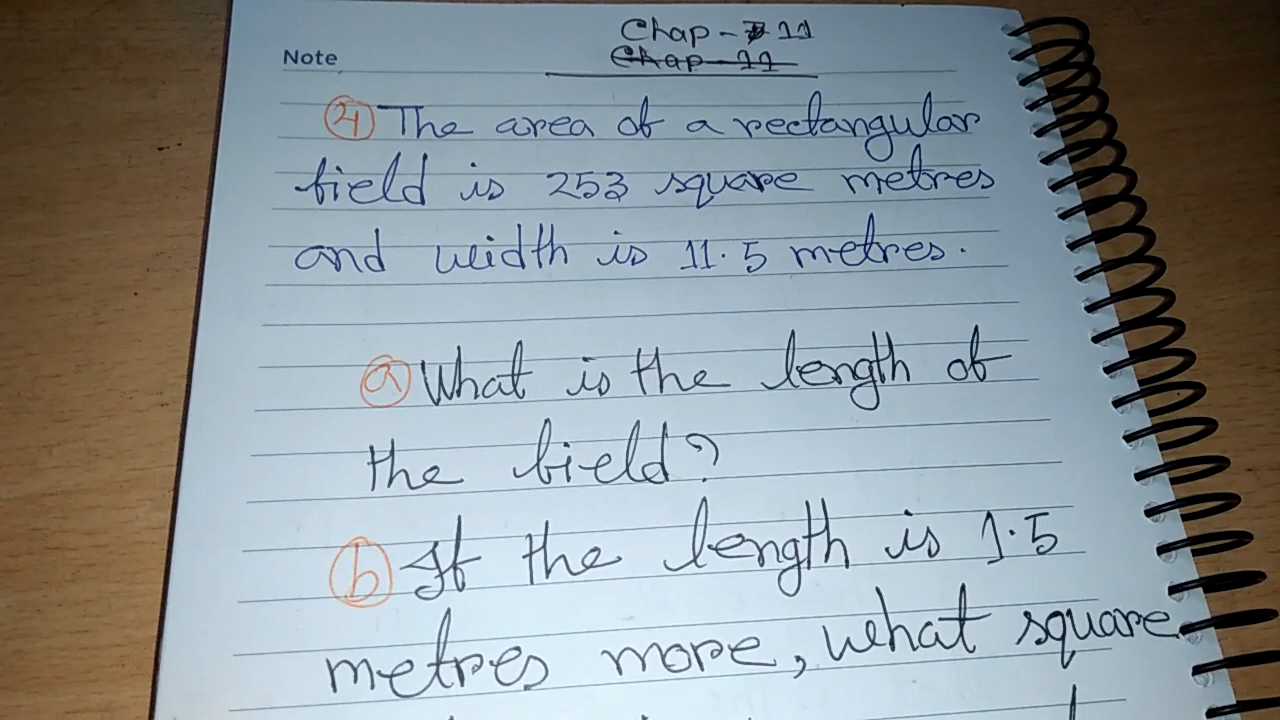 Chap - 11
Chap - 11
Note
4 The area of a rectangular
field is 253 square metres
and width is 11.5 metres.
a What is the length of
the field?
b If the length is 1.5
metres more, what square